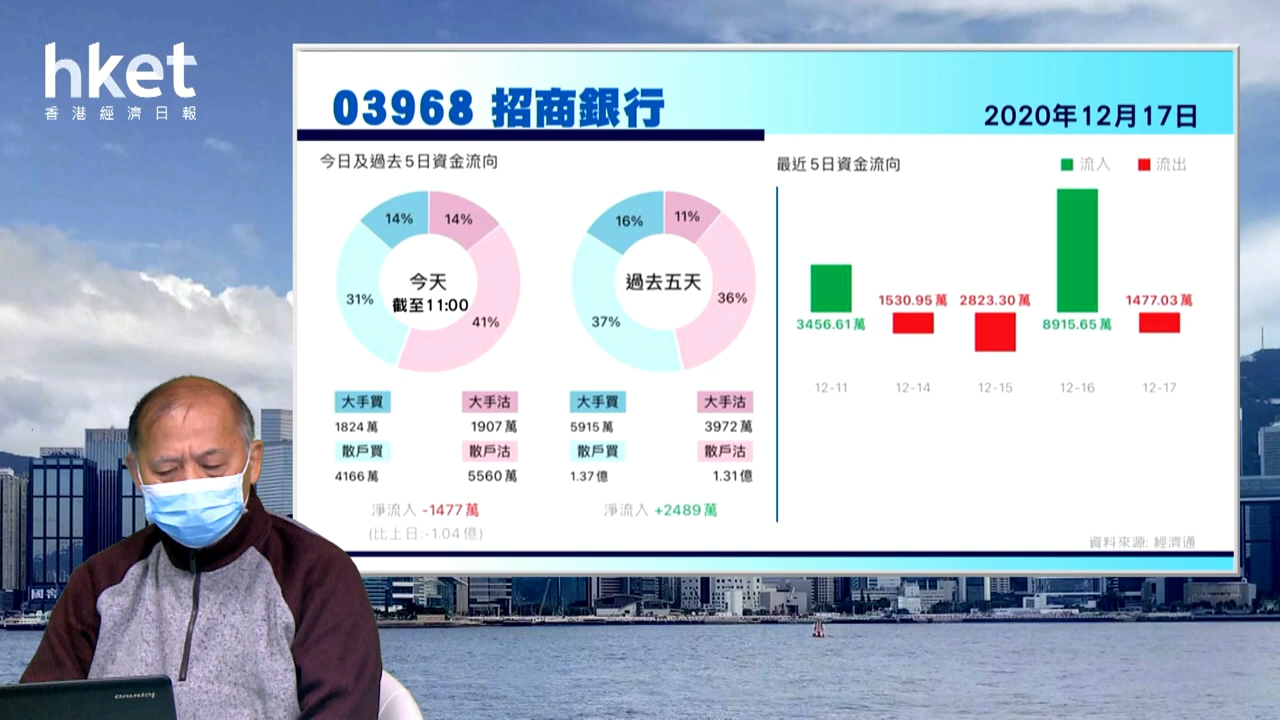 hket
香港經濟日報
03968 招商銀行
2020年12月17日
今日及過去5日資金流向
14%
14%
31%
41%
今天
截至11:00
16%
11%
37%
36%
過去五天
大手買
大手沽
1824萬
1907萬
散戶買
散戶沽
4166萬
5560萬
淨流入 -1477萬
(比上日:-1.04億)
大手買
大手沽
5915萬
3972萬
散戶買
散戶沽
1.37億
1.31億
淨流入 +2489萬
最近5日資金流向
流入
流出
3456.61萬
1530.95萬
2823.30萬
8915.65萬
1477.03萬
12-11
12-14
12-15
12-16
12-17
資料來源: 經濟通
lenovo